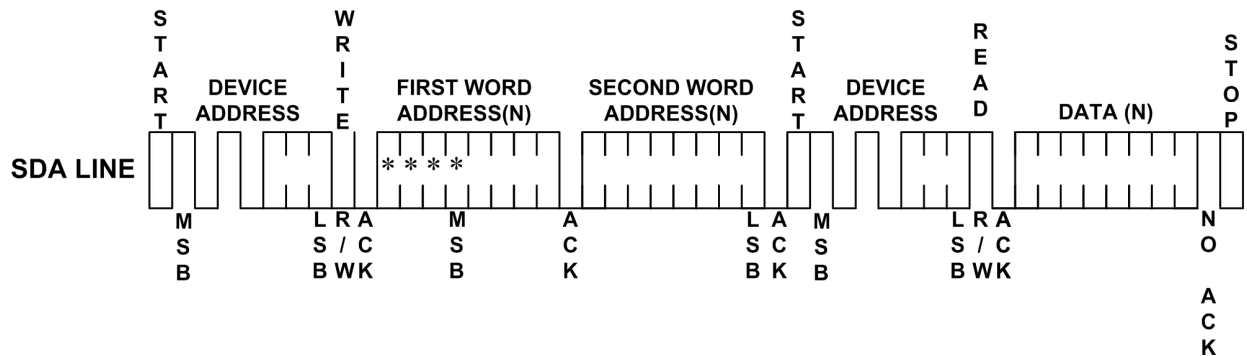 START
WRITE
START
READ
STOP
DEVICE
ADDRESS
FIRST WORD
ADDRESS(N)
SECOND WORD
ADDRESS(N)
DEVICE
ADDRESS
DATA (N)
SDA LINE
* * * *
MSB
LSB
R/W
ACK
MSB
ACK
LSB
ACK
MSB
LSB
R/W
ACK
NO ACK